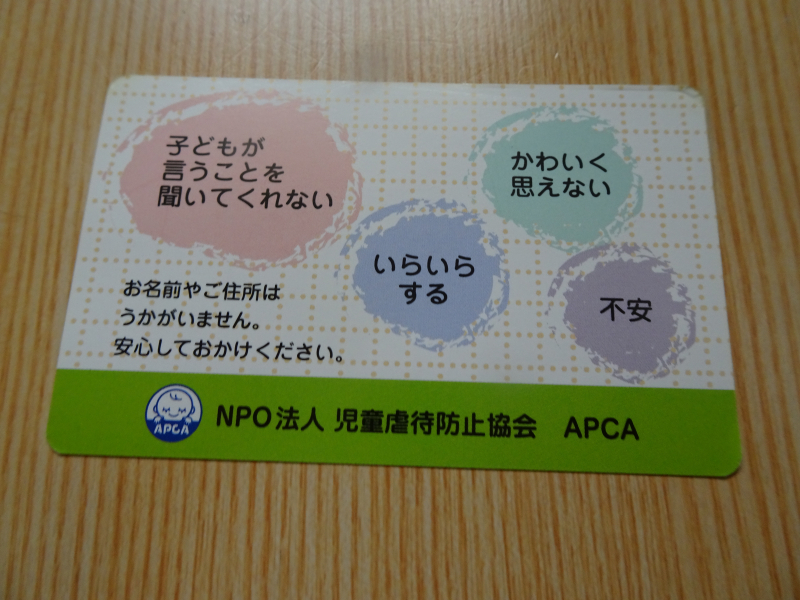 子どもが
言うことを
聞いてくれない
かわいく
思えない
いらいら
する
不安
お名前やご住所は
うかがいません。
安心しておかけください。
APCA
NPO法人 児童虐待防止協会 APCA